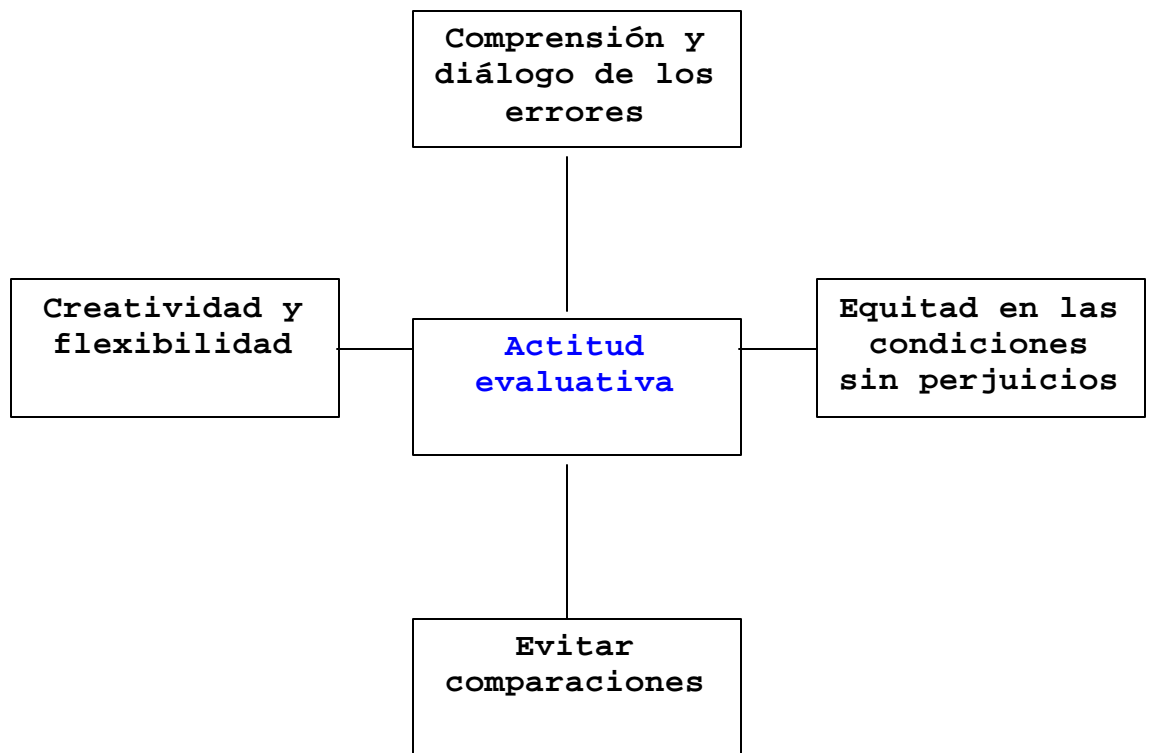 Comprensión y
diálogo de los
errores
Creatividad y
flexibilidad
Actitud
evaluativa
Equitad en las
condiciones
sin perjuicios
Evitar
comparaciones